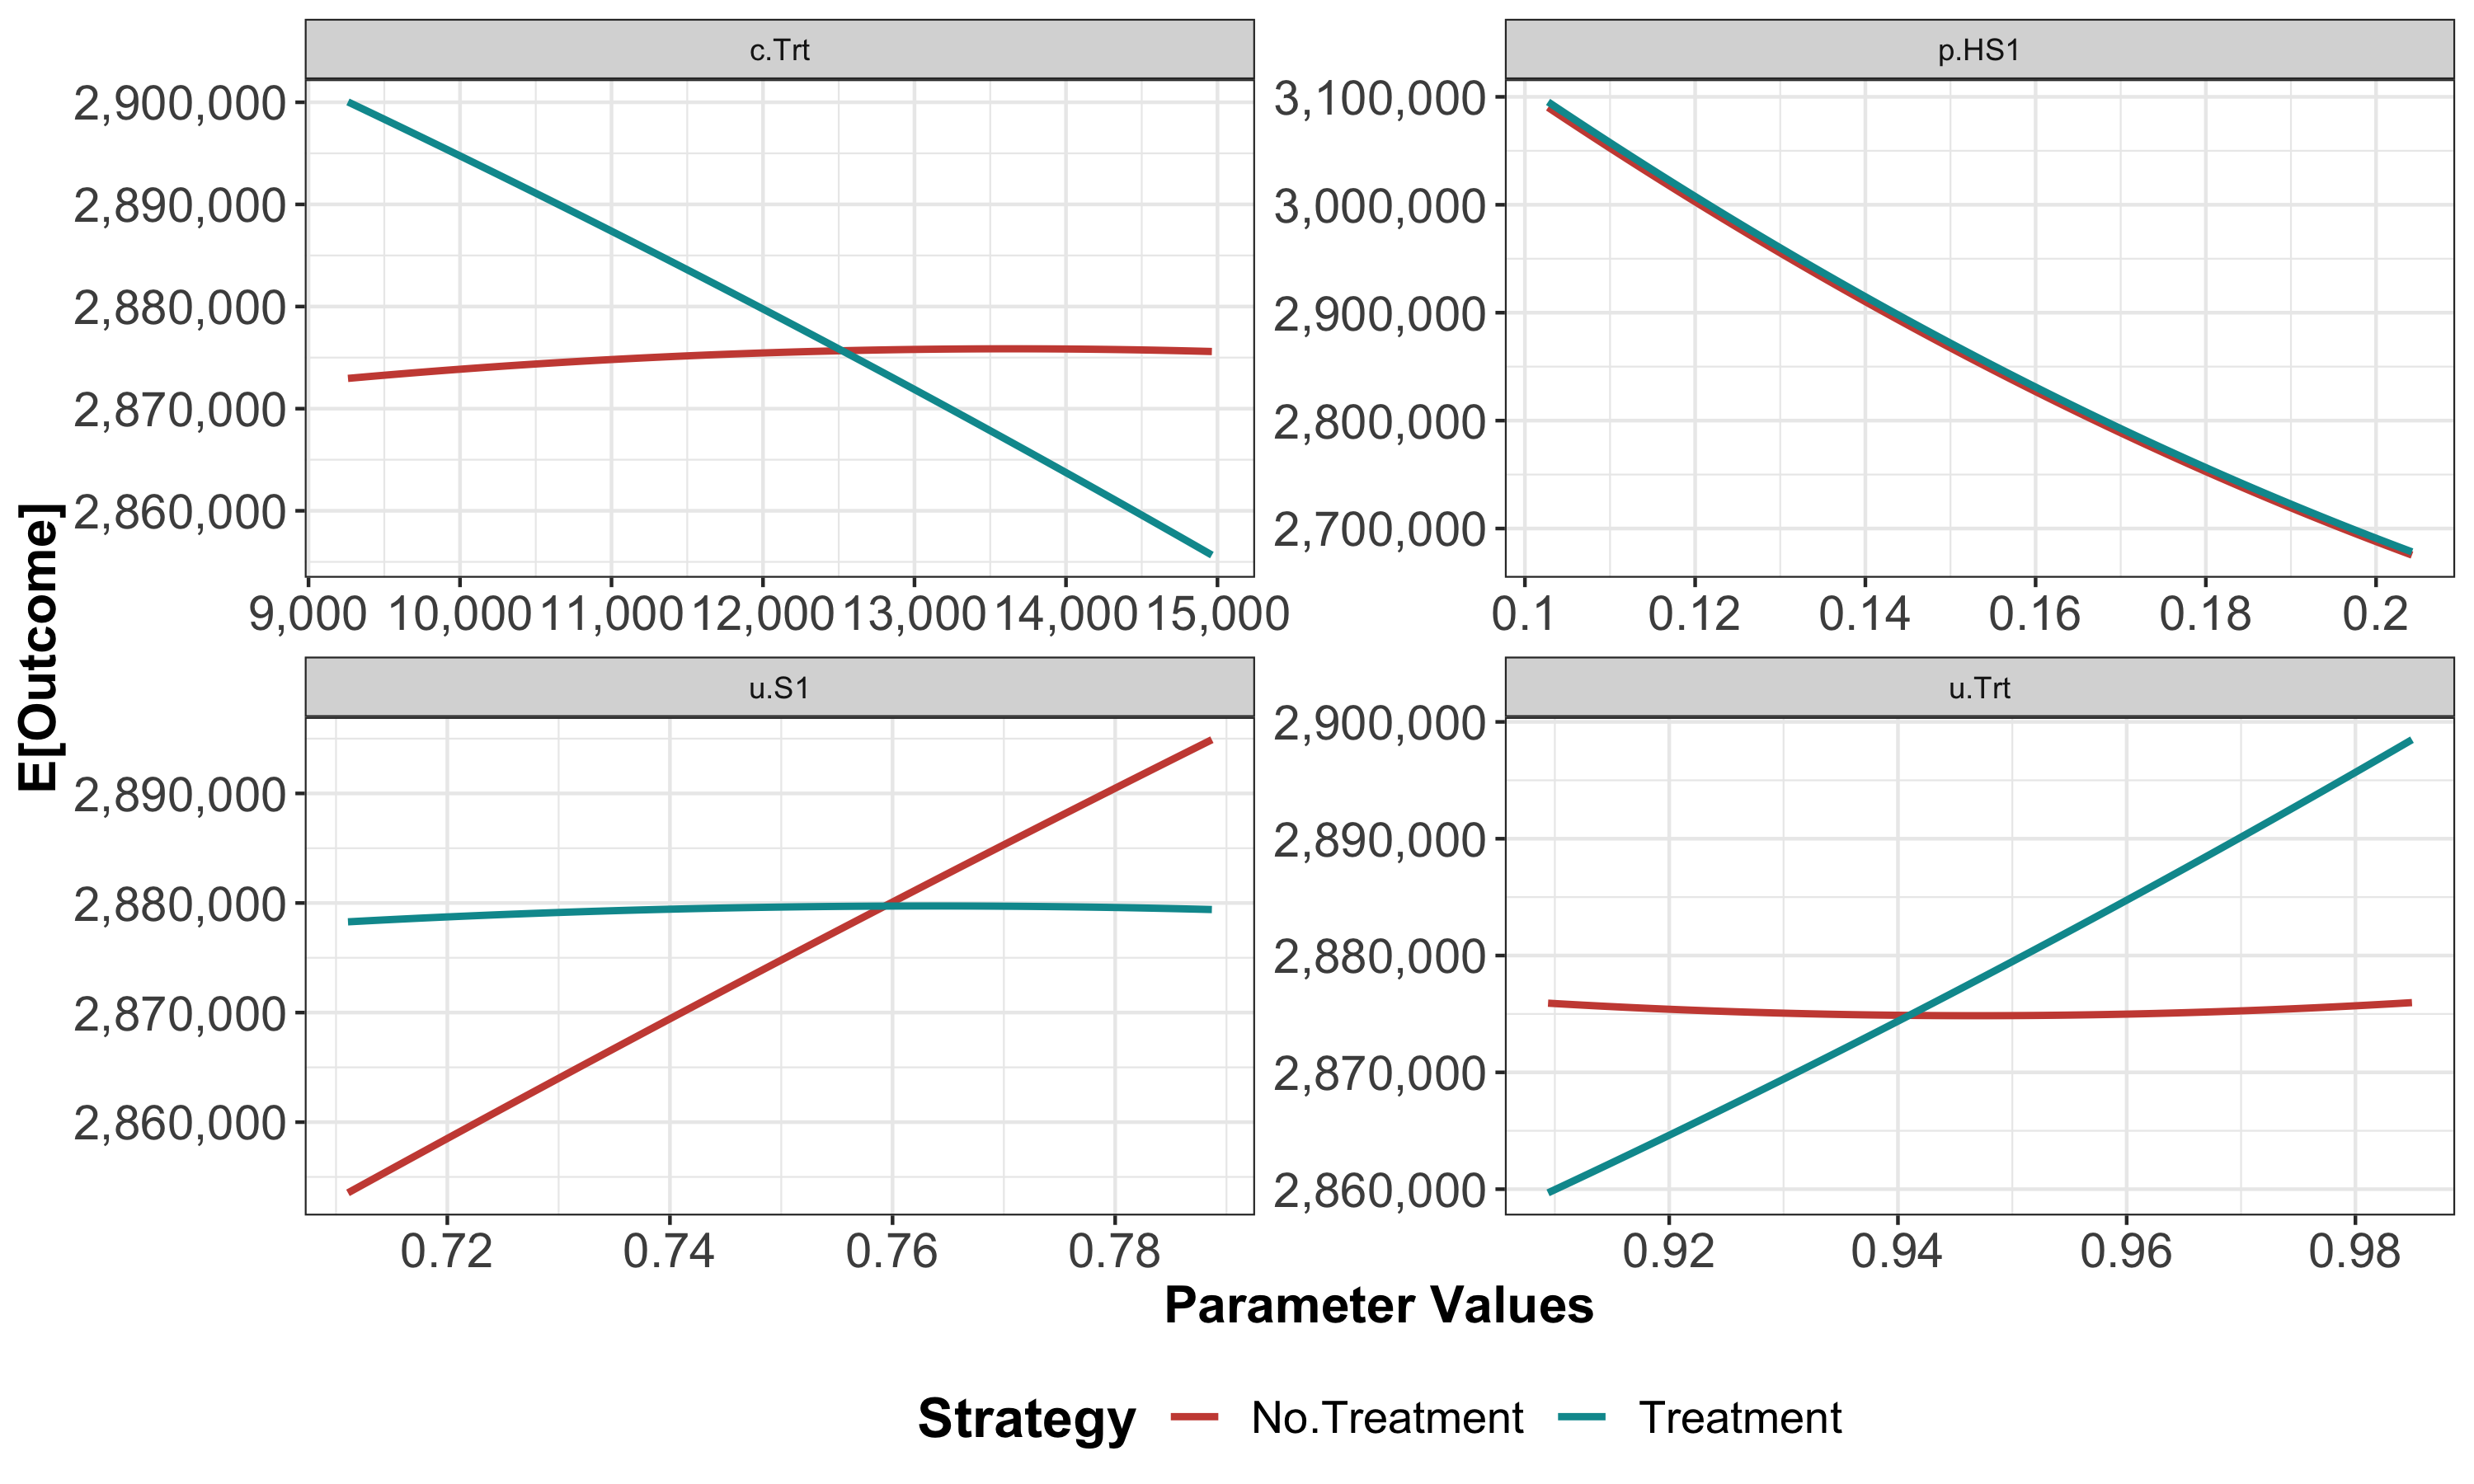 c.Trt
p.HS1
2,900,000
2,890,000
2,880,000
2,870,000
2,860,000
3,100,000
3,000,000
2,900,000
2,800,000
2,700,000
9,000 10,000 11,000 12,000 13,000 14,000 15,000
0.1 0.12 0.14 0.16 0.18 0.2
E[Outcome]
u.S1
u.Trt
2,890,000
2,880,000
2,870,000
2,860,000
2,900,000
2,890,000
2,880,000
2,870,000
2,860,000
0.72 0.74 0.76 0.78
0.92 0.94 0.96 0.98
Parameter Values
Strategy No.Treatment Treatment